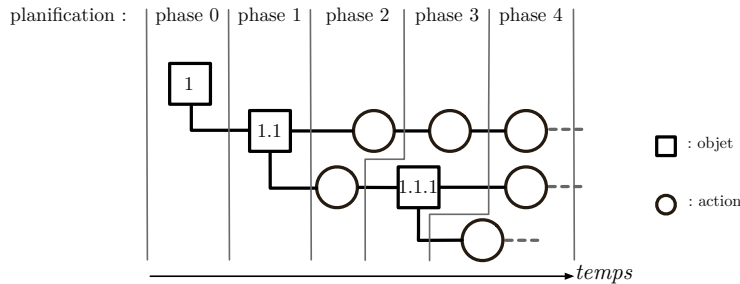 planification : phase 0 phase 1 phase 2 phase 3 phase 4
1
1.1
: objet
1.1.1
: action
temps